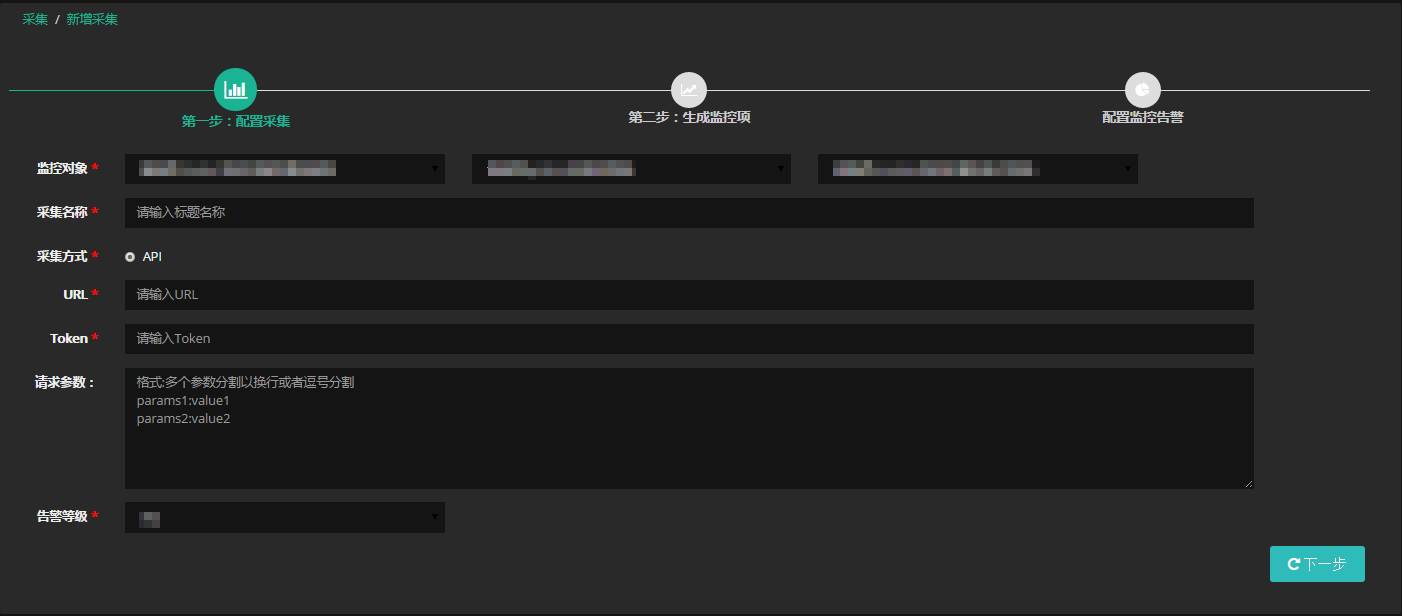 采集 / 新增采集
第一步：配置采集
第二步：生成监控项
配置监控告警
监控对象 *
采集名称 * 请输入标题名称
采集方式 * API
URL * 请输入URL
Token * 请输入Token
请求参数： 格式:多个参数分割以换行或者逗号分割
params1:value1
params2:value2
告警等级 *
下一步